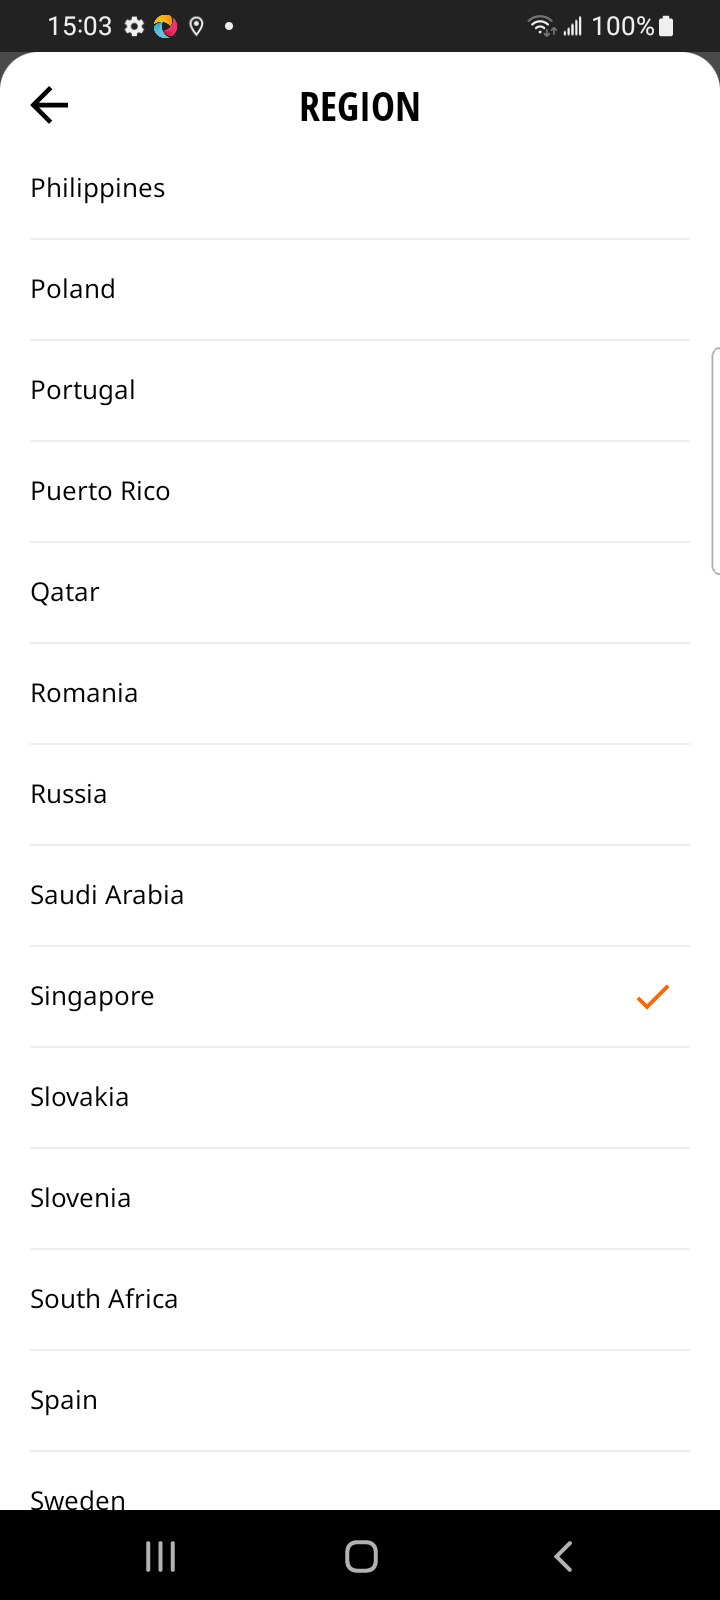 15:03
100%
REGION
Philippines
Poland
Portugal
Puerto Rico
Qatar
Romania
Russia
Saudi Arabia
Singapore
Slovakia
Slovenia
South Africa
Spain
Sweden